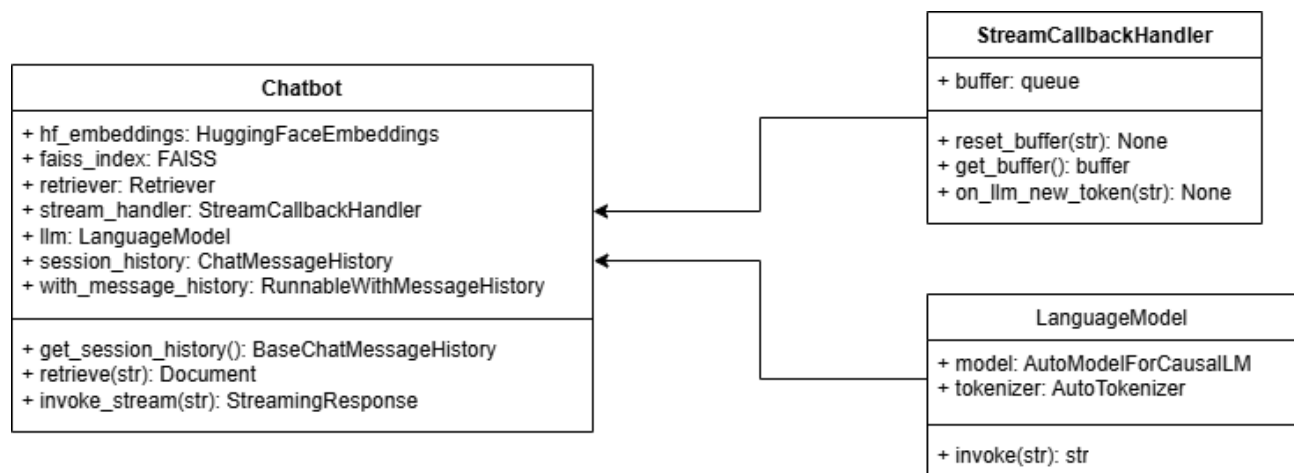 Chatbot
+ hf_embeddings: HuggingFaceEmbeddings
+ faiss_index: FAISS
+ retriever: Retriever
+ stream_handler: StreamCallbackHandler
+ llm: LanguageModel
+ session_history: ChatMessageHistory
+ with_message_history: RunnableWithMessageHistory
+ get_session_history(): BaseChatMessageHistory
+ retrieve(str): Document
+ invoke_stream(str): StreamingResponse
StreamCallbackHandler
+ buffer: queue
+ reset_buffer(str): None
+ get_buffer(): buffer
+ on_llm_new_token(str): None
LanguageModel
+ model: AutoModelForCausalLM
+ tokenizer: AutoTokenizer
+ invoke(str): str